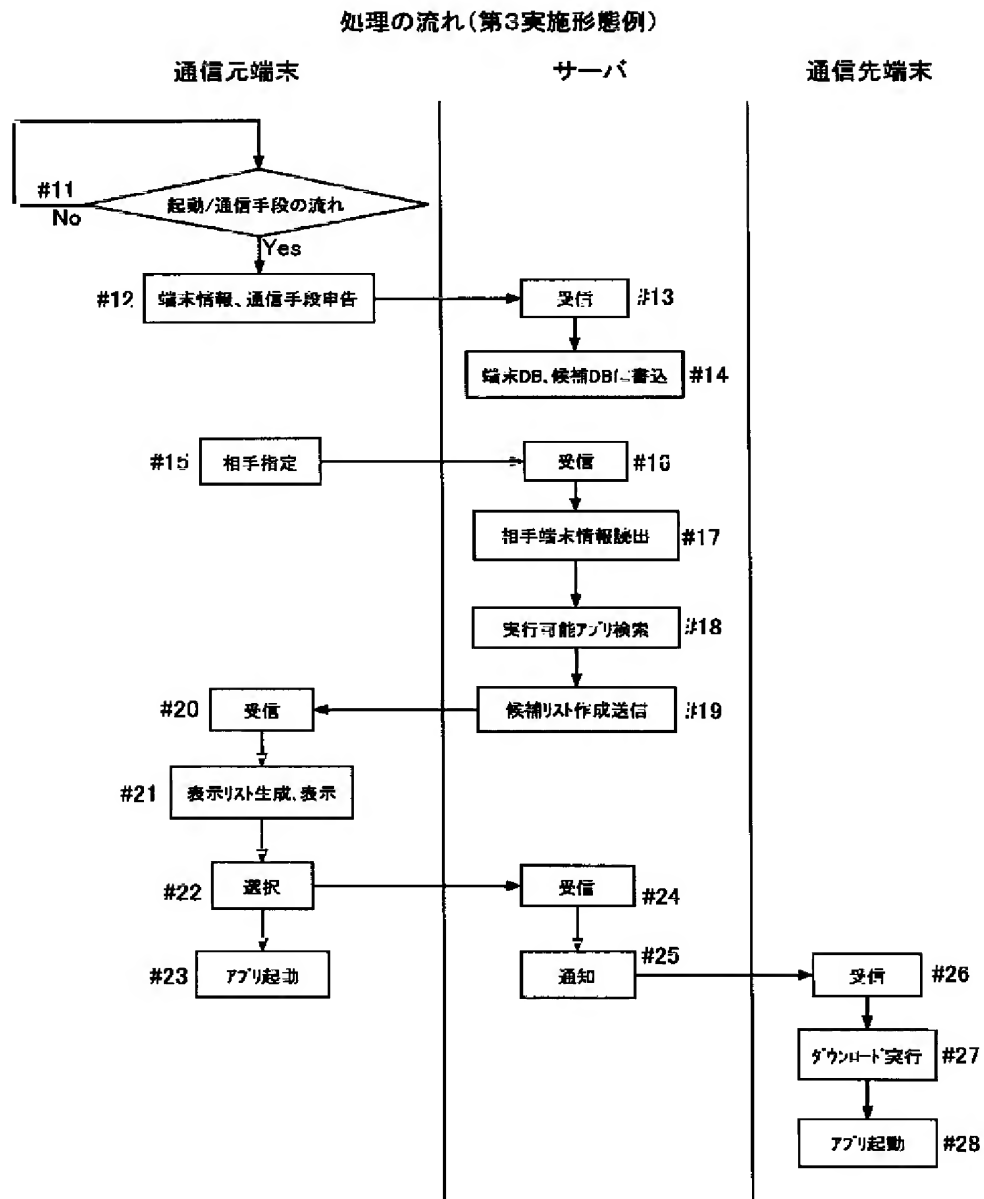 処理の流れ(第3実施形態例)
通信元端末
サーバ
通信先端末
#11
起動/通信手段の流れ
No
Yes
#12
端末情報、通信手段申告
受信
#13
端末DB、候補DBに書込
#14
#15
相手指定
受信
#16
相手端末情報読出
#17
実行可能アプリ検索
#18
#20
受信
候補リスト作成送信
#19
#21
表示リスト生成、表示
#22
選択
受信
#24
#23
アプリ起動
通知
#25
受信
#26
ダウンロード実行
#27
アプリ起動
#28